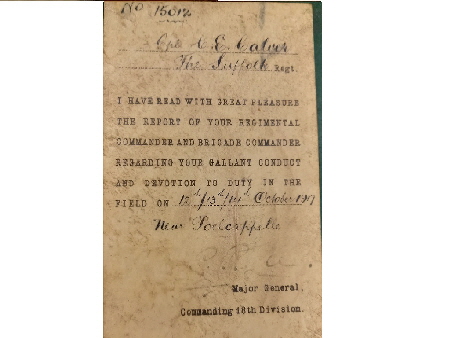 No 15012
Cpl C. E. Calver
The Suffolk Regt.
I HAVE READ WITH GREAT PLEASURE
THE REPORT OF YOUR REGIMENTAL
COMMANDER AND BRIGADE COMMANDER
REGARDING YOUR GALLANT CONDUCT
AND DEVOTION TO DUTY IN THE
FIELD ON 12th/13th/14th October 1917
Near Poelcappelle
Major General.
Commanding 18th Division.